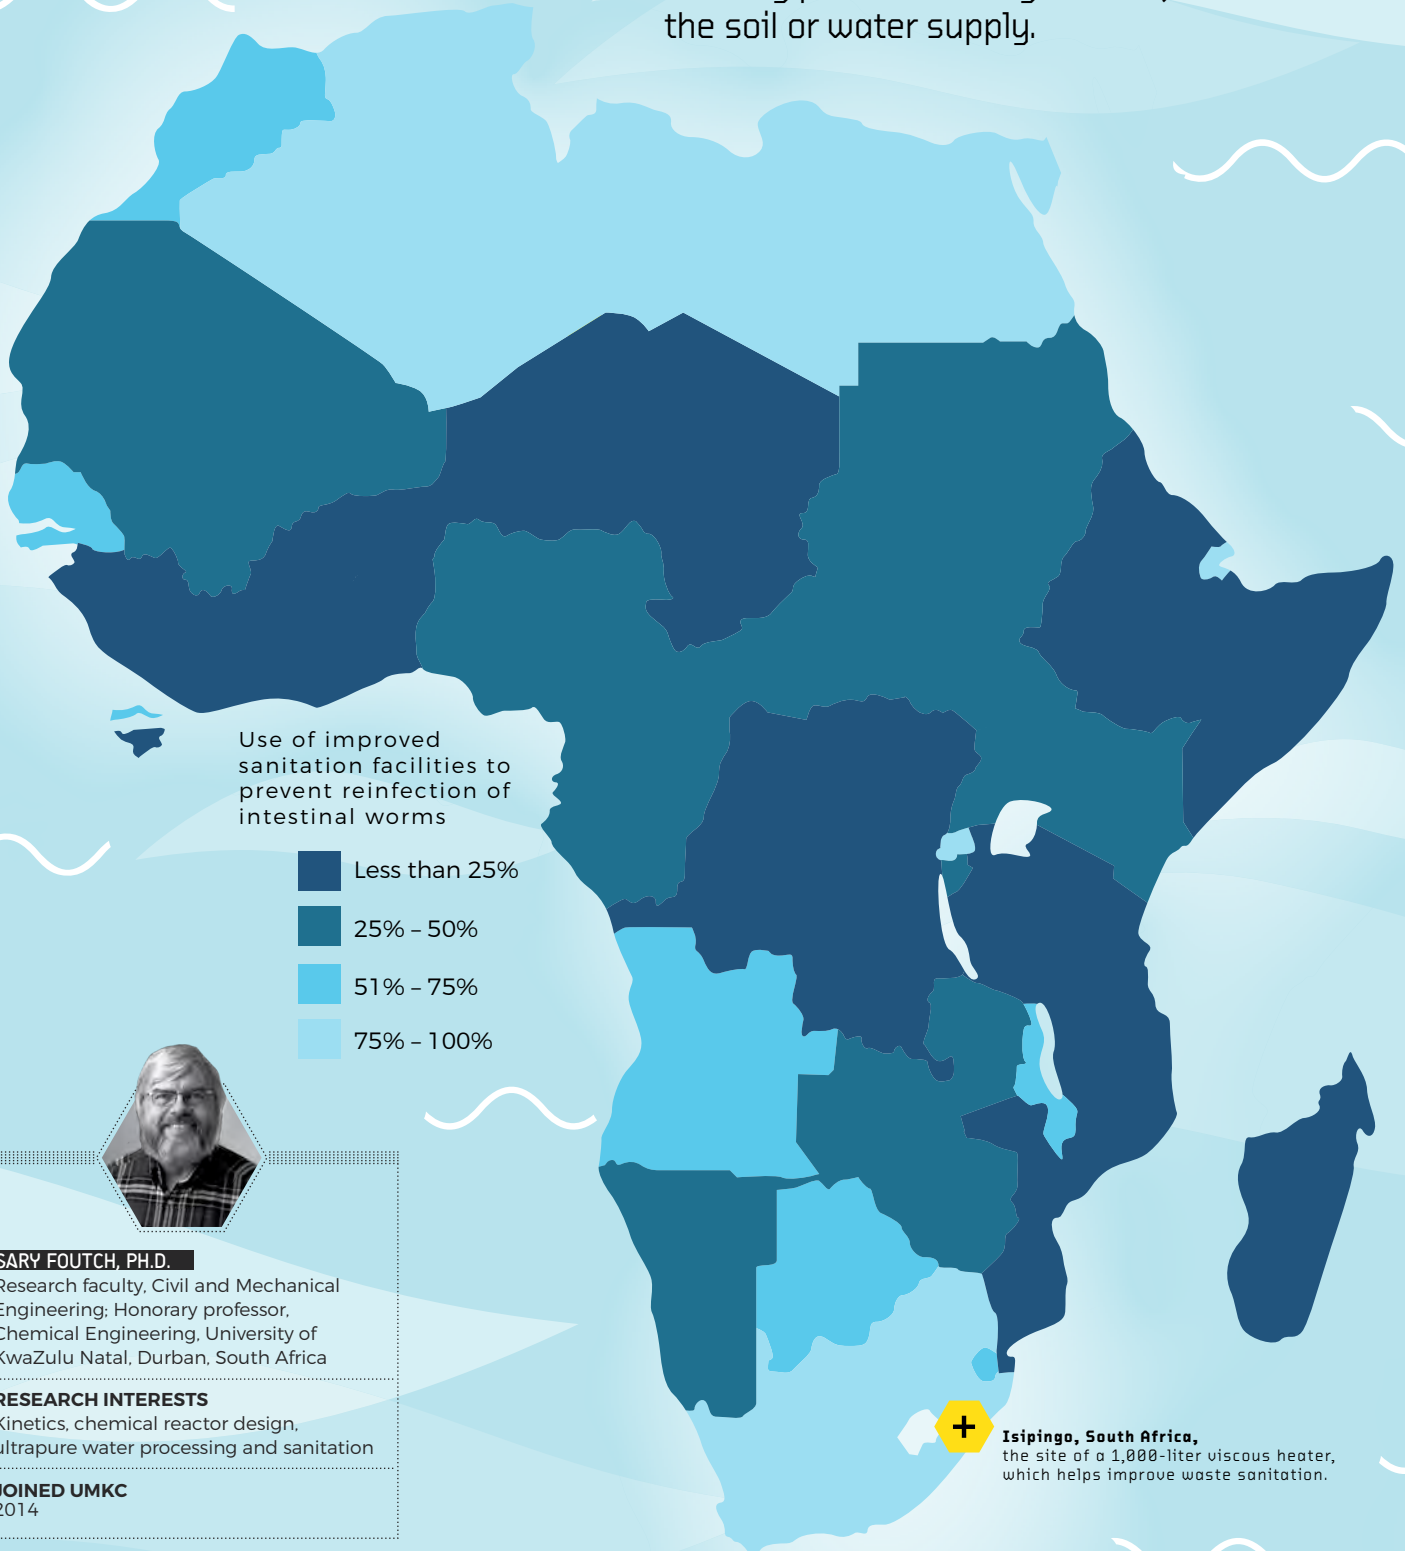 the soil or water supply.
Use of improved
sanitation facilities to
prevent reinfection of
intestinal worms
Less than 25%
25% – 50%
51% – 75%
75% – 100%
SARY FOUTCH, PH.D.
Research faculty, Civil and Mechanical
Engineering; Honorary professor,
Chemical Engineering, University of
KwaZulu Natal, Durban, South Africa
RESEARCH INTERESTS
Kinetics, chemical reactor design,
ultrapure water processing and sanitation
JOINED UMKC
2014
+
Isipingo, South Africa,
the site of a 1,000-liter viscous heater,
which helps improve waste sanitation.